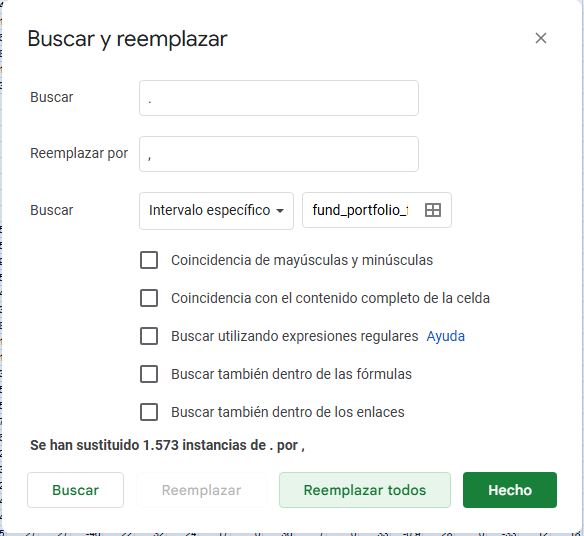 Buscar y reemplazar
Buscar .
Reemplazar por ,
Buscar Intervalo específico fund_portfolio_
Coincidencia de mayúsculas y minúsculas
Coincidencia con el contenido completo de la celda
Buscar utilizando expresiones regulares Ayuda
Buscar también dentro de las fórmulas
Buscar también dentro de los enlaces
Se han sustituido 1.573 instancias de . por ,
Buscar Reemplazar Reemplazar todos Hecho